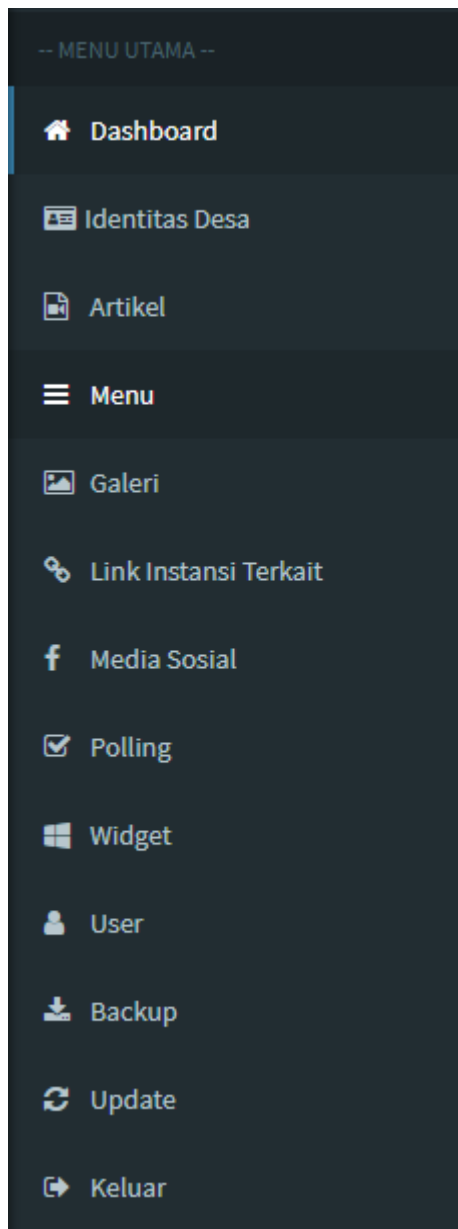 -- MENU UTAMA --
Dashboard
Identitas Desa
Artikel
Menu
Galeri
Link Instansi Terkait
Media Sosial
Polling
Widget
User
Backup
Update
Keluar